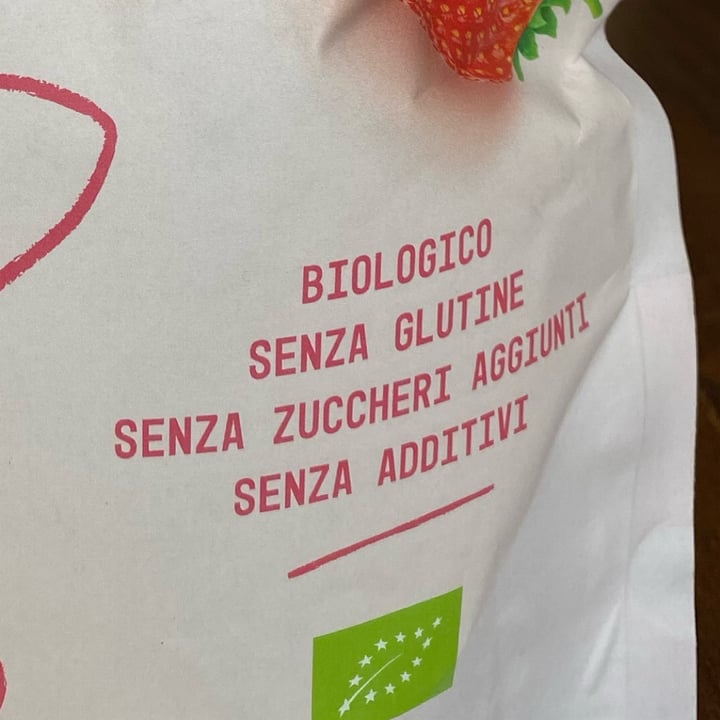 BIOLOGICO
SENZA GLUTINE
SENZA ZUCCHERI AGGIUNTI
SENZA ADDITIVI